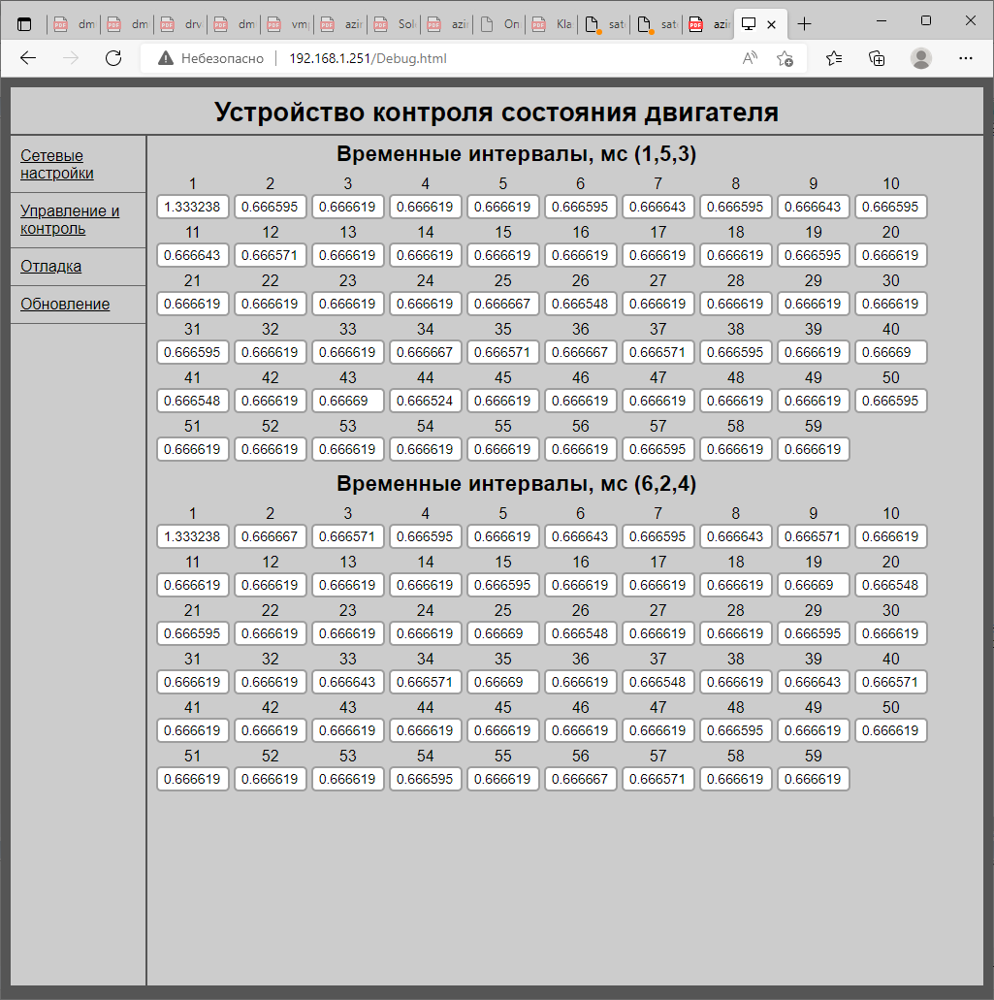 dm dm drv dm vm azir Sol azir On Kla sat sat azir
Небезопасно 192.168.1.251/Debug.html
Устройство контроля состояния двигателя
Сетевые
настройки
Управление и
контроль
Отладка
Обновление
Временные интервалы, мс (1,5,3)
1 2 3 4 5 6 7 8 9 10
1.333238 0.666595 0.666619 0.666619 0.666619 0.666595 0.666643 0.666595 0.666643 0.666595
11 12 13 14 15 16 17 18 19 20
0.666643 0.666571 0.666619 0.666619 0.666619 0.666619 0.666619 0.666619 0.666595 0.666619
21 22 23 24 25 26 27 28 29 30
0.666619 0.666619 0.666619 0.666619 0.666667 0.666548 0.666619 0.666619 0.666619 0.666619
31 32 33 34 35 36 37 38 39 40
0.666595 0.666619 0.666619 0.666667 0.666571 0.666667 0.666571 0.666595 0.666619 0.66669
41 42 43 44 45 46 47 48 49 50
0.666548 0.666619 0.66669 0.666524 0.666619 0.666619 0.666619 0.666619 0.666619 0.666595
51 52 53 54 55 56 57 58 59
0.666619 0.666619 0.666619 0.666619 0.666619 0.666619 0.666595 0.666619 0.666619
Временные интервалы, мс (6,2,4)
1 2 3 4 5 6 7 8 9 10
1.333238 0.666667 0.666571 0.666595 0.666619 0.666643 0.666595 0.666643 0.666571 0.666619
11 12 13 14 15 16 17 18 19 20
0.666619 0.666619 0.666619 0.666619 0.666595 0.666619 0.666619 0.666619 0.66669 0.666548
21 22 23 24 25 26 27 28 29 30
0.666595 0.666619 0.666619 0.666619 0.66669 0.666548 0.666619 0.666619 0.666595 0.666619
31 32 33 34 35 36 37 38 39 40
0.666619 0.666619 0.666643 0.666571 0.66669 0.666619 0.666548 0.666619 0.666643 0.666571
41 42 43 44 45 46 47 48 49 50
0.666619 0.666619 0.666619 0.666619 0.666619 0.666619 0.666619 0.666595 0.666619 0.666619
51 52 53 54 55 56 57 58 59
0.666619 0.666619 0.666619 0.666595 0.666619 0.666667 0.666571 0.666619 0.666619